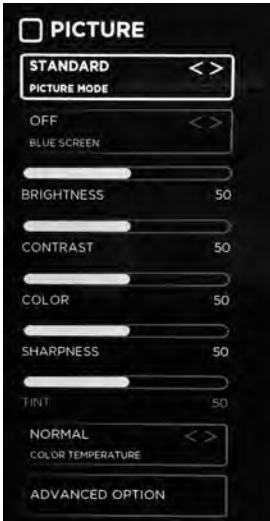 PICTURE
STANDARD < >
PICTURE MODE
OFF < >
BLUE SCREEN
BRIGHTNESS 50
CONTRAST 50
COLOR 50
SHARPNESS 50
TINT 50
NORMAL < >
COLOR TEMPERATURE
ADVANCED OPTION